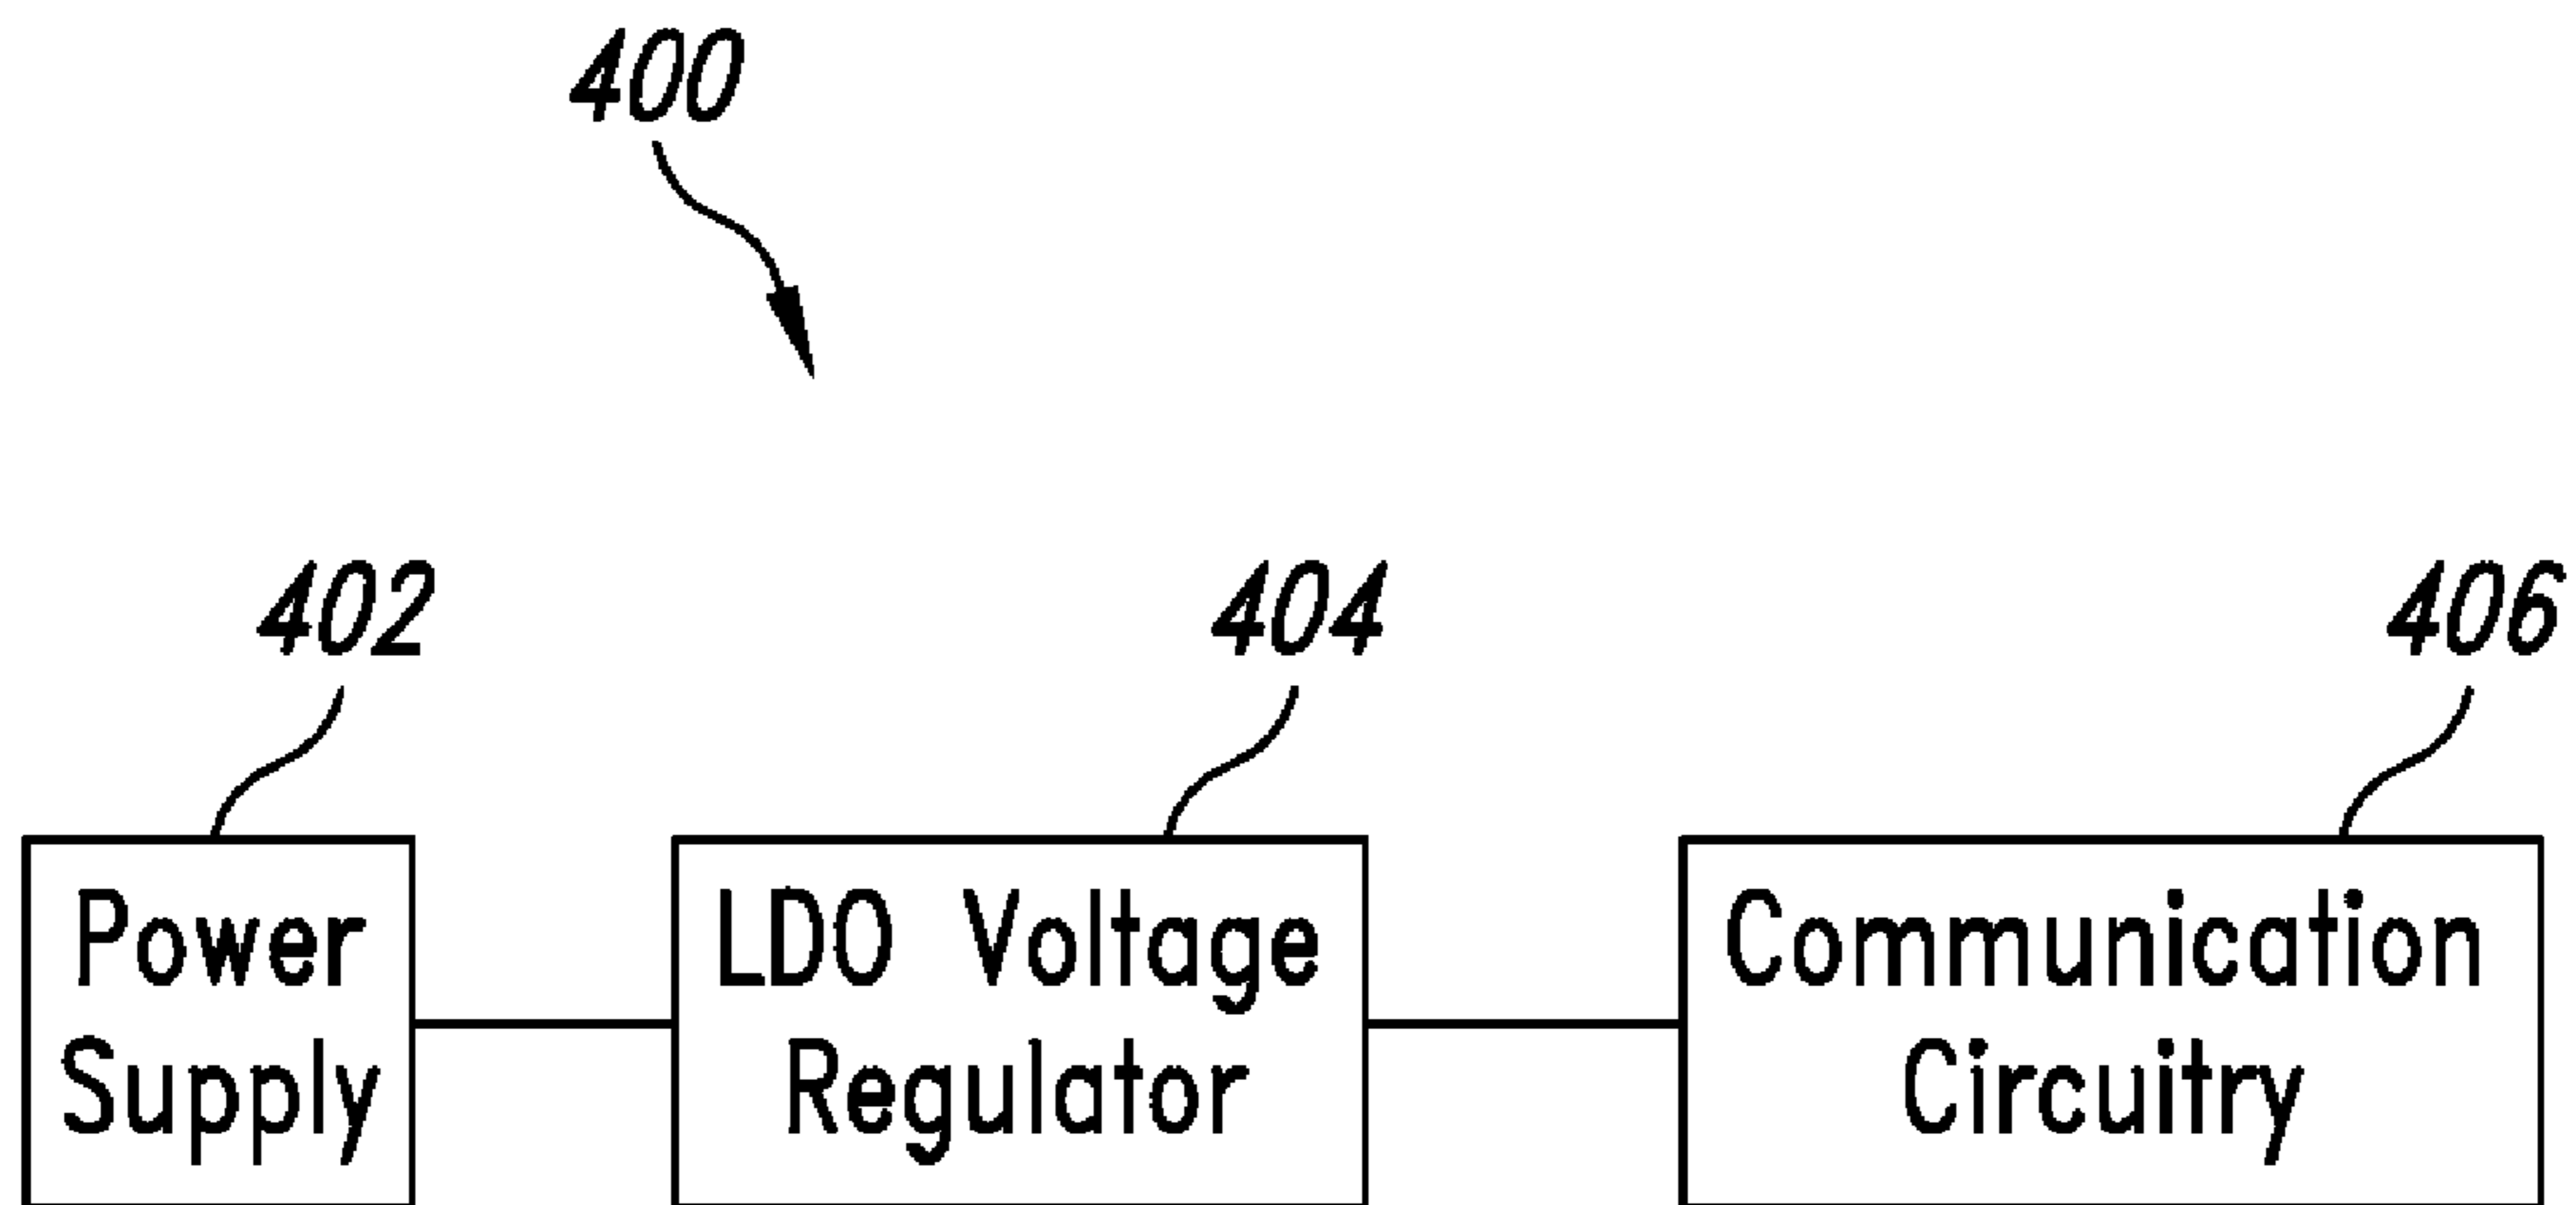 400
402
404
406
Power
Supply
LDO Voltage
Regulator
Communication
Circuitry